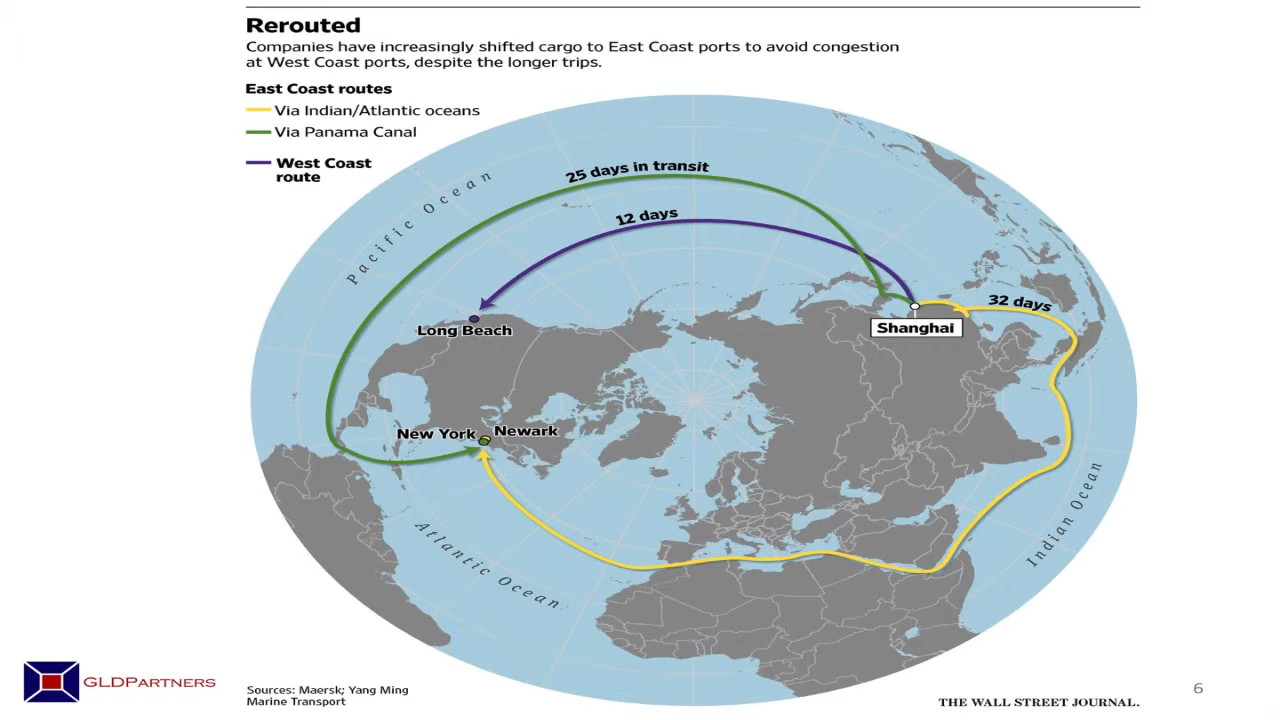 Rerouted
Companies have increasingly shifted cargo to East Coast ports to avoid congestion
at West Coast ports, despite the longer trips.
East Coast routes
Via Indian/Atlantic oceans
Via Panama Canal
West Coast
route
Pacific Ocean
25 days in transit
12 days
32 days
Shanghai
Long Beach
New York
Newark
Atlantic Ocean
Indian Ocean
GLDPARTNERS
Sources: Maersk; Yang Ming
Marine Transport
THE WALL STREET JOURNAL.
6